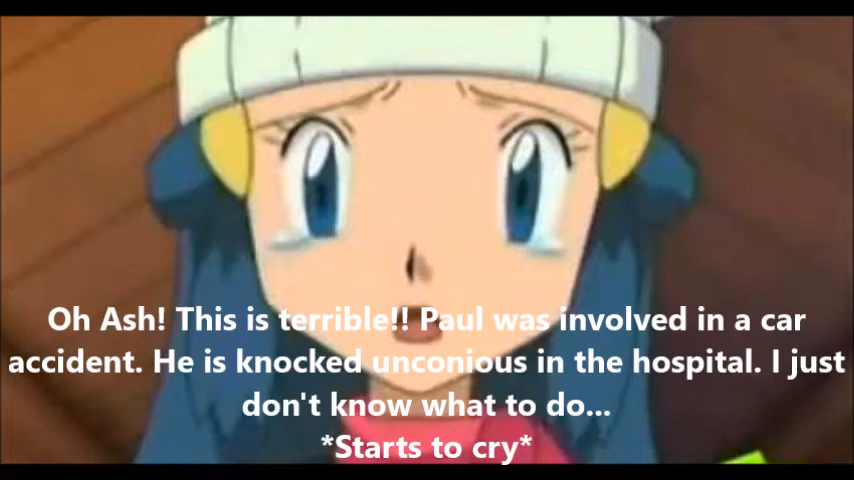 Oh Ash! This is terrible!! Paul was involved in a car
accident. He is knocked unconious in the hospital. I just
don't know what to do...
*Starts to cry*